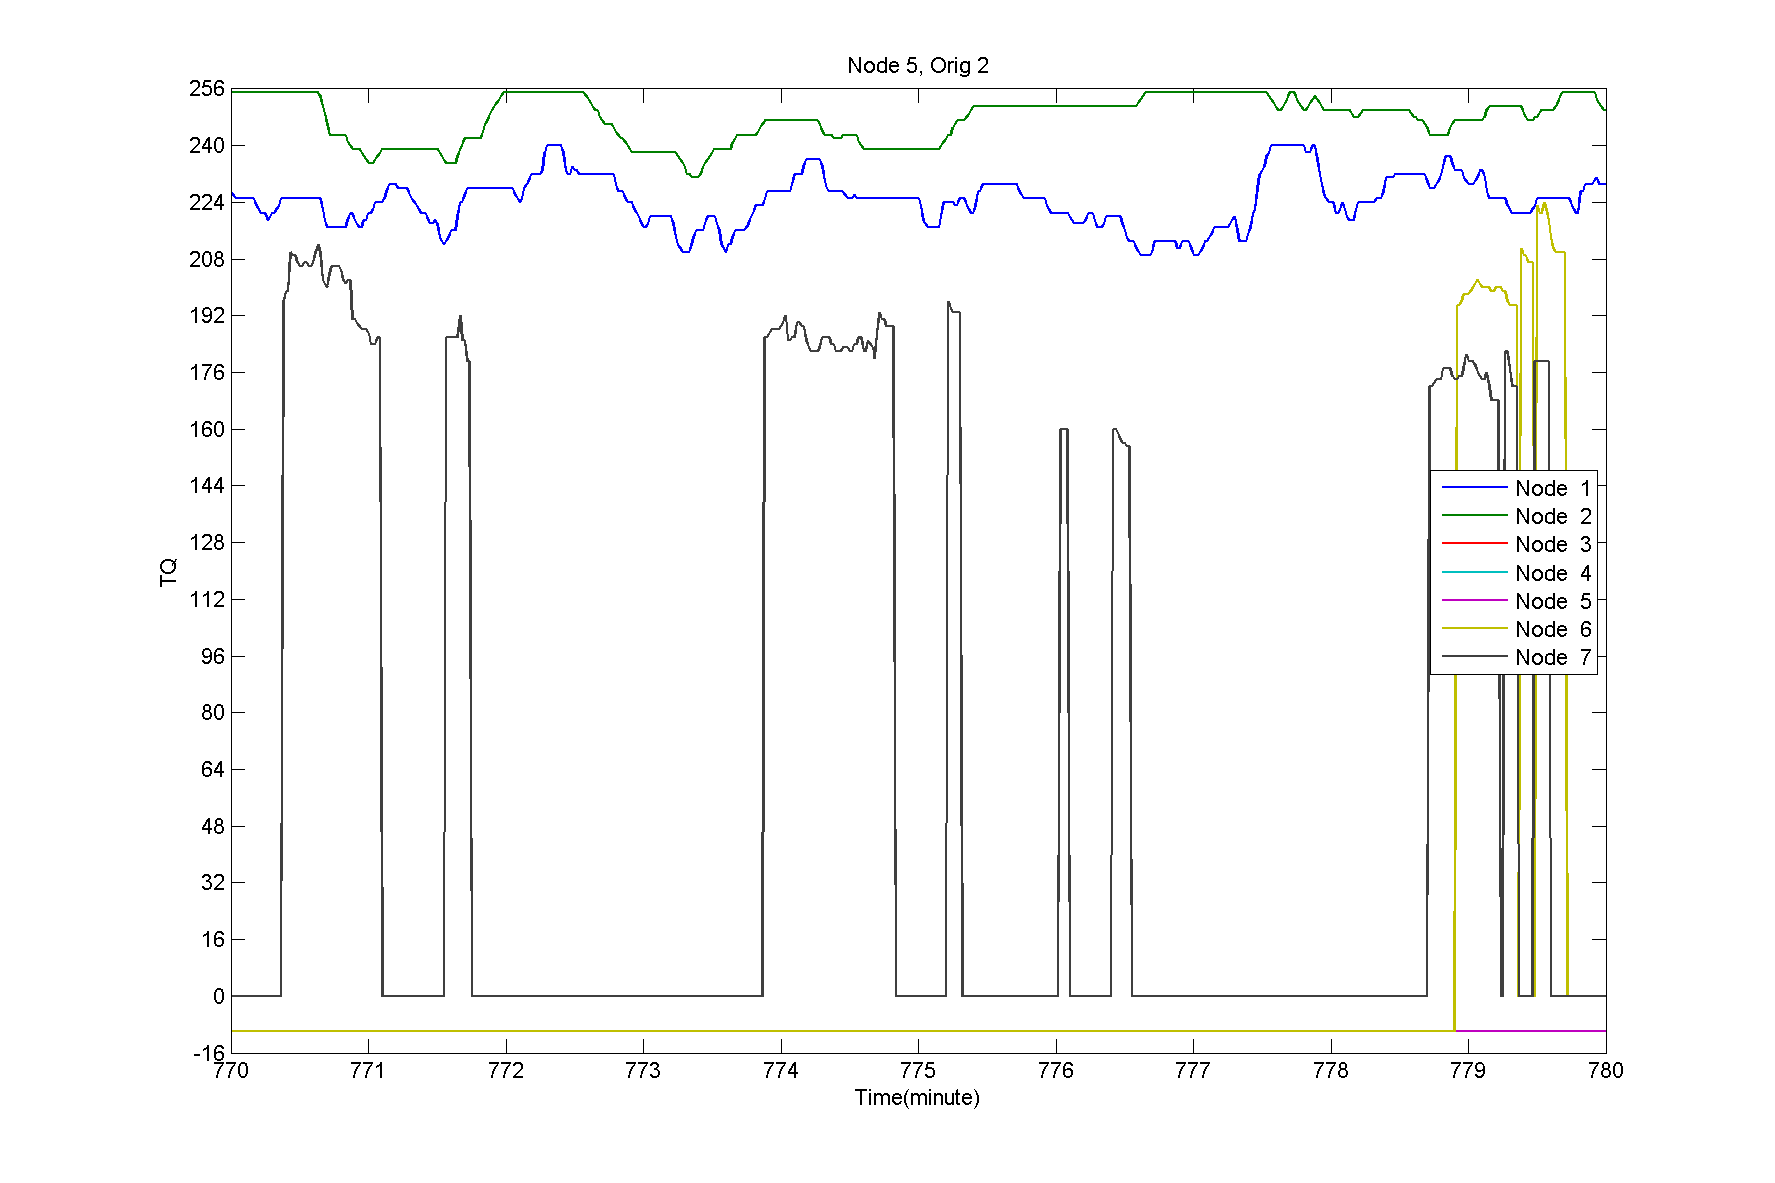 Node 5, Orig 2
256
240
224
208
192
176
160
144
128
112
96
80
64
48
32
16
0
-16
TQ
Node 1
Node 2
Node 3
Node 4
Node 5
Node 6
Node 7
770 771 772 773 774 775 776 777 778 779 780
Time(minute)